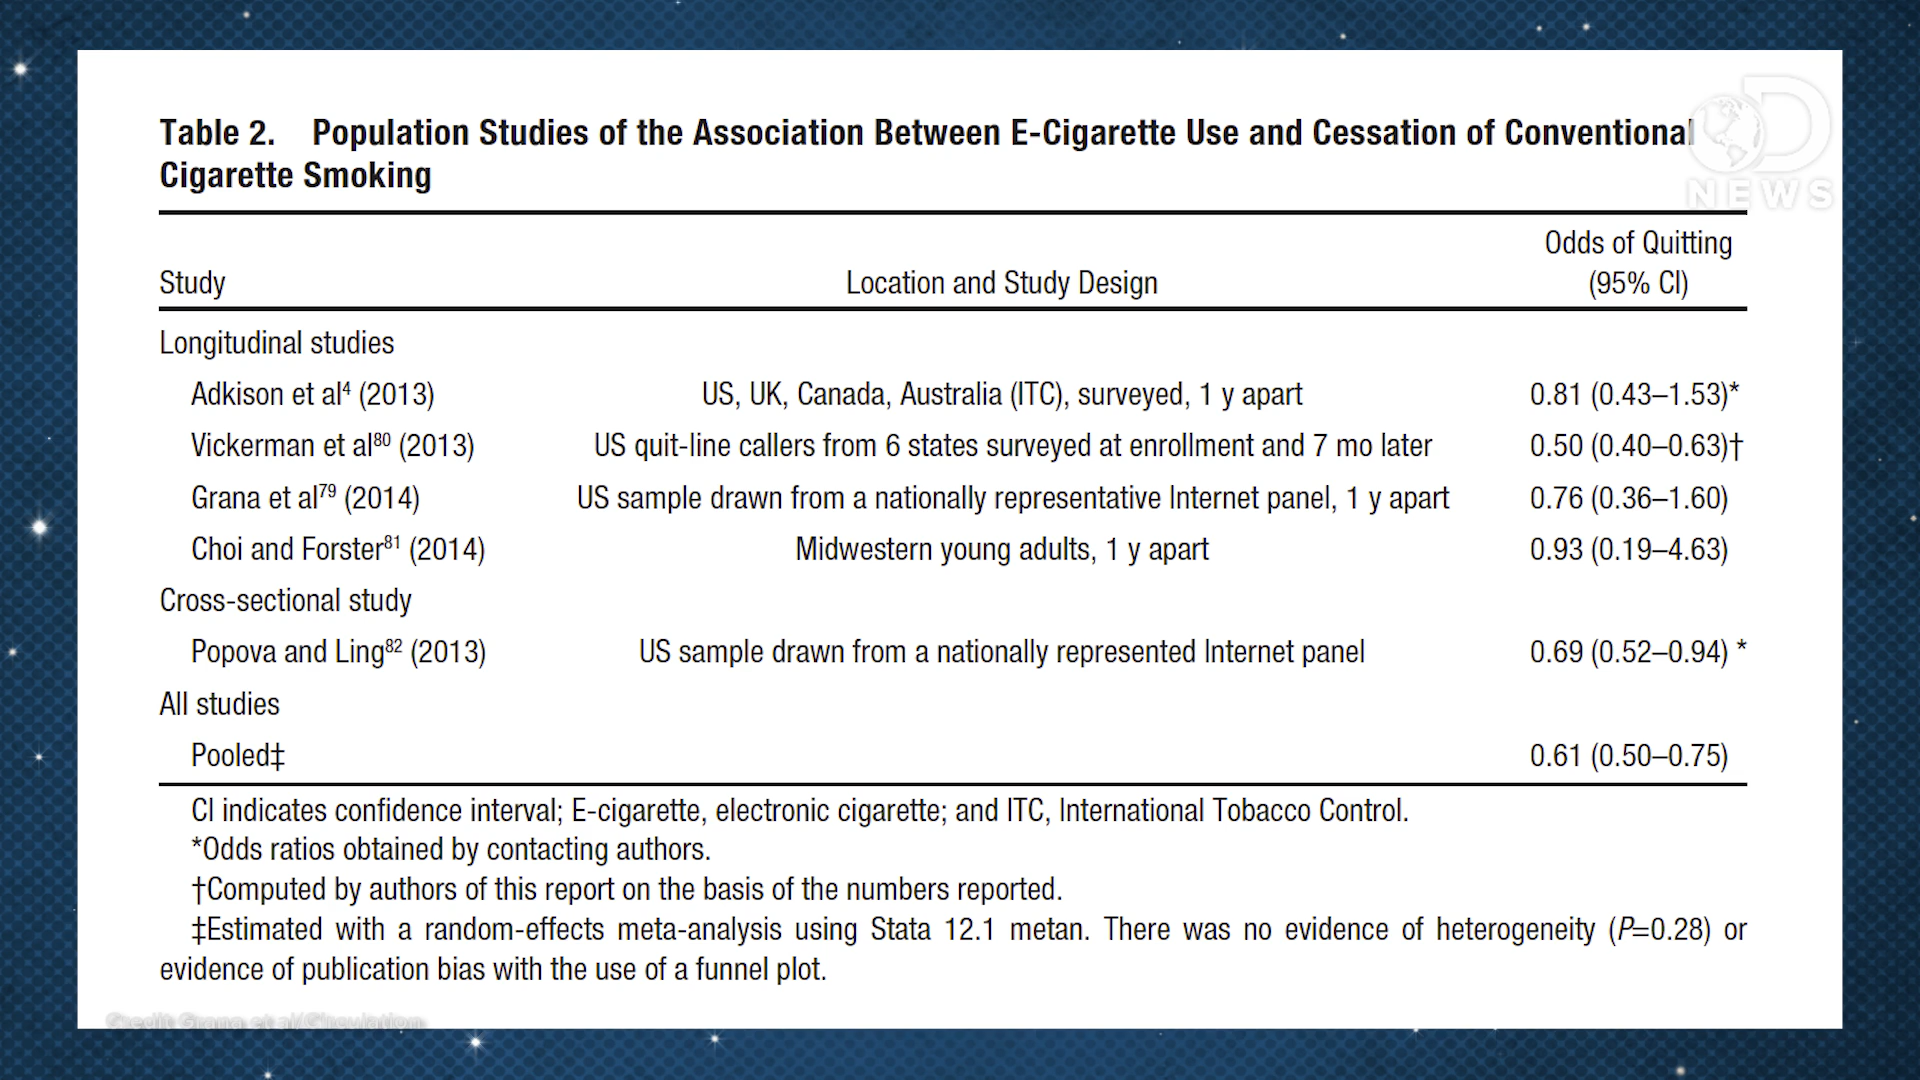 Table 2. Population Studies of the Association Between E-Cigarette Use and Cessation of Conventional
Cigarette Smoking
NEWS
Odds of Quitting
Study Location and Study Design (95% CI)
Longitudinal studies
Adkison et al4 (2013) US, UK, Canada, Australia (ITC), surveyed, 1 y apart 0.81 (0.43–1.53)*
Vickerman et al80 (2013) US quit-line callers from 6 states surveyed at enrollment and 7 mo later 0.50 (0.40–0.63)†
Grana et al79 (2014) US sample drawn from a nationally representative Internet panel, 1 y apart 0.76 (0.36–1.60)
Choi and Forster81 (2014) Midwestern young adults, 1 y apart 0.93 (0.19–4.63)
Cross-sectional study
Popova and Ling82 (2013) US sample drawn from a nationally represented Internet panel 0.69 (0.52–0.94) *
All studies
Pooled‡ 0.61 (0.50–0.75)
CI indicates confidence interval; E-cigarette, electronic cigarette; and ITC, International Tobacco Control.
*Odds ratios obtained by contacting authors.
†Computed by authors of this report on the basis of the numbers reported.
‡Estimated with a random-effects meta-analysis using Stata 12.1 metan. There was no evidence of heterogeneity (P=0.28) or
evidence of publication bias with the use of a funnel plot.
Credit Grana et al/Circulation